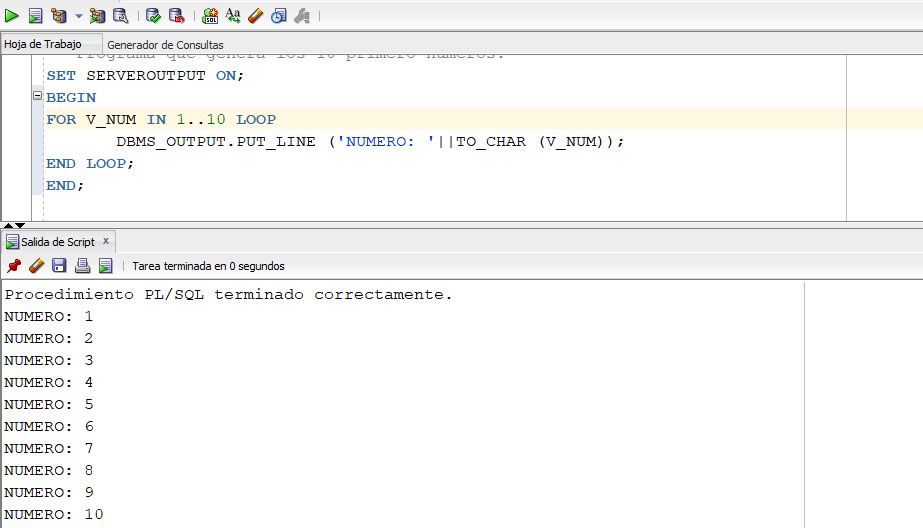 Hoja de Trabajo Generador de Consultas
Programa que genera los 10 primero numeros.
SET SERVEROUTPUT ON;
BEGIN
FOR V_NUM IN 1..10 LOOP
DBMS_OUTPUT.PUT_LINE ('NUMERO: '||TO_CHAR (V_NUM));
END LOOP;
END;
Salida de Script x
Tarea terminada en 0 segundos
Procedimiento PL/SQL terminado correctamente.
NUMERO: 1
NUMERO: 2
NUMERO: 3
NUMERO: 4
NUMERO: 5
NUMERO: 6
NUMERO: 7
NUMERO: 8
NUMERO: 9
NUMERO: 10